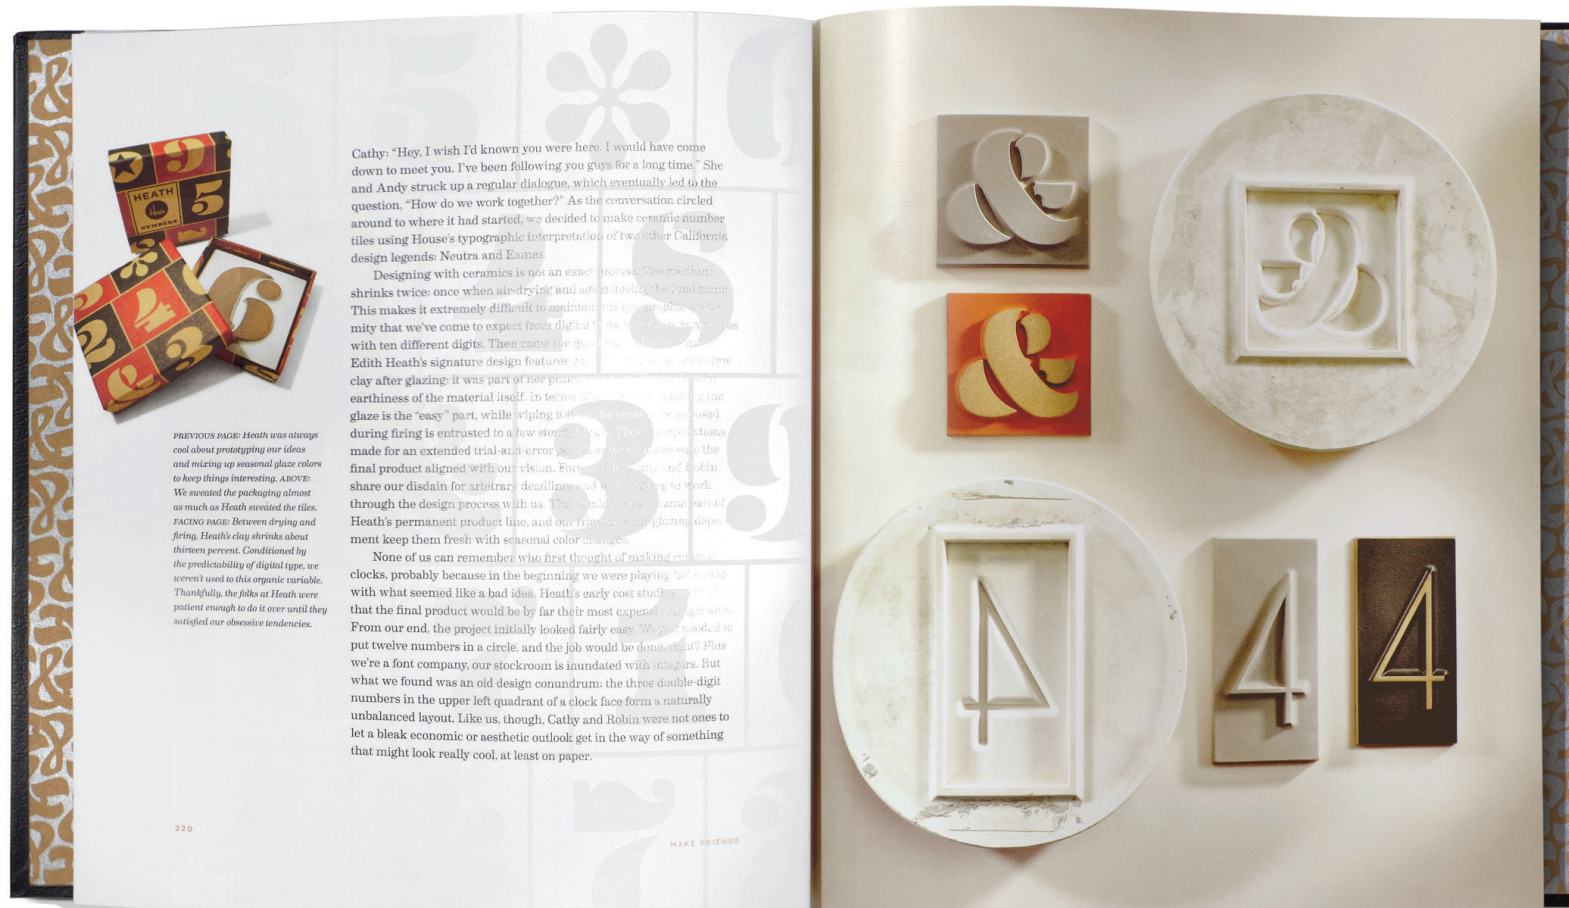 HEATH
NUMBERS
PREVIOUS PAGE: Heath was always
cool about prototyping our ideas
and mixing up seasonal glaze colors
to keep things interesting. ABOVE:
We sweated the packaging almost
as much as Heath sweated the tiles.
FACING PAGE: Between drying and
firing, Heath's clay shrinks about
thirteen percent. Conditioned by
the predictability of digital type, we
weren't used to this organic variable.
Thankfully, the folks at Heath were
patient enough to do it over until they
satisfied our obsessive tendencies.
220
Cathy: “Hey, I wish I'd known you were here. I would have come
down to meet you. I've been following you guys for a long time.” She
and Andy struck up a regular dialogue, which eventually led to the
question, “How do we work together?” As the conversation circled
around to where it had started, we decided to make ceramic number
tiles using House's typographic interpretation of two other California
design legends: Neutra and Eames.
Designing with ceramics is not an exact process. The medium
shrinks twice: once when air-drying and again during the
This makes it extremely difficult to maintain
mity that we've come to expect from digital
with ten different digits. Then came the
Edith Heath's signature design features
clay after glazing: it was part of her
earthiness of the material itself. In terms
glaze is the “easy” part, while wiping
during firing is entrusted to a few
made for an extended trial-and-error the
final product aligned with our vision. and Robin
share our disdain for arbitrary deadlines to work
through the design process with us. part of
Heath's permanent product line, and our glazing depart
ment keep them fresh with seasonal color changes.
None of us can remember who first thought of making
clocks, probably because in the beginning we were playing
with what seemed like a bad idea. Heath's early cost
that the final product would be by far their most
From our end, the project initially looked fairly easy. We just needed to
put twelve numbers in a circle, and the job would be done, right? Plus
we're a font company, our stockroom is inundated with integers. But
what we found was an old design conundrum: the three double-digit
numbers in the upper left quadrant of a clock face form a naturally
unbalanced layout. Like us, though, Cathy and Robin were not ones to
let a bleak economic or aesthetic outlook get in the way of something
that might look really cool, at least on paper.
MAKE FRIENDS
&
&
4
4